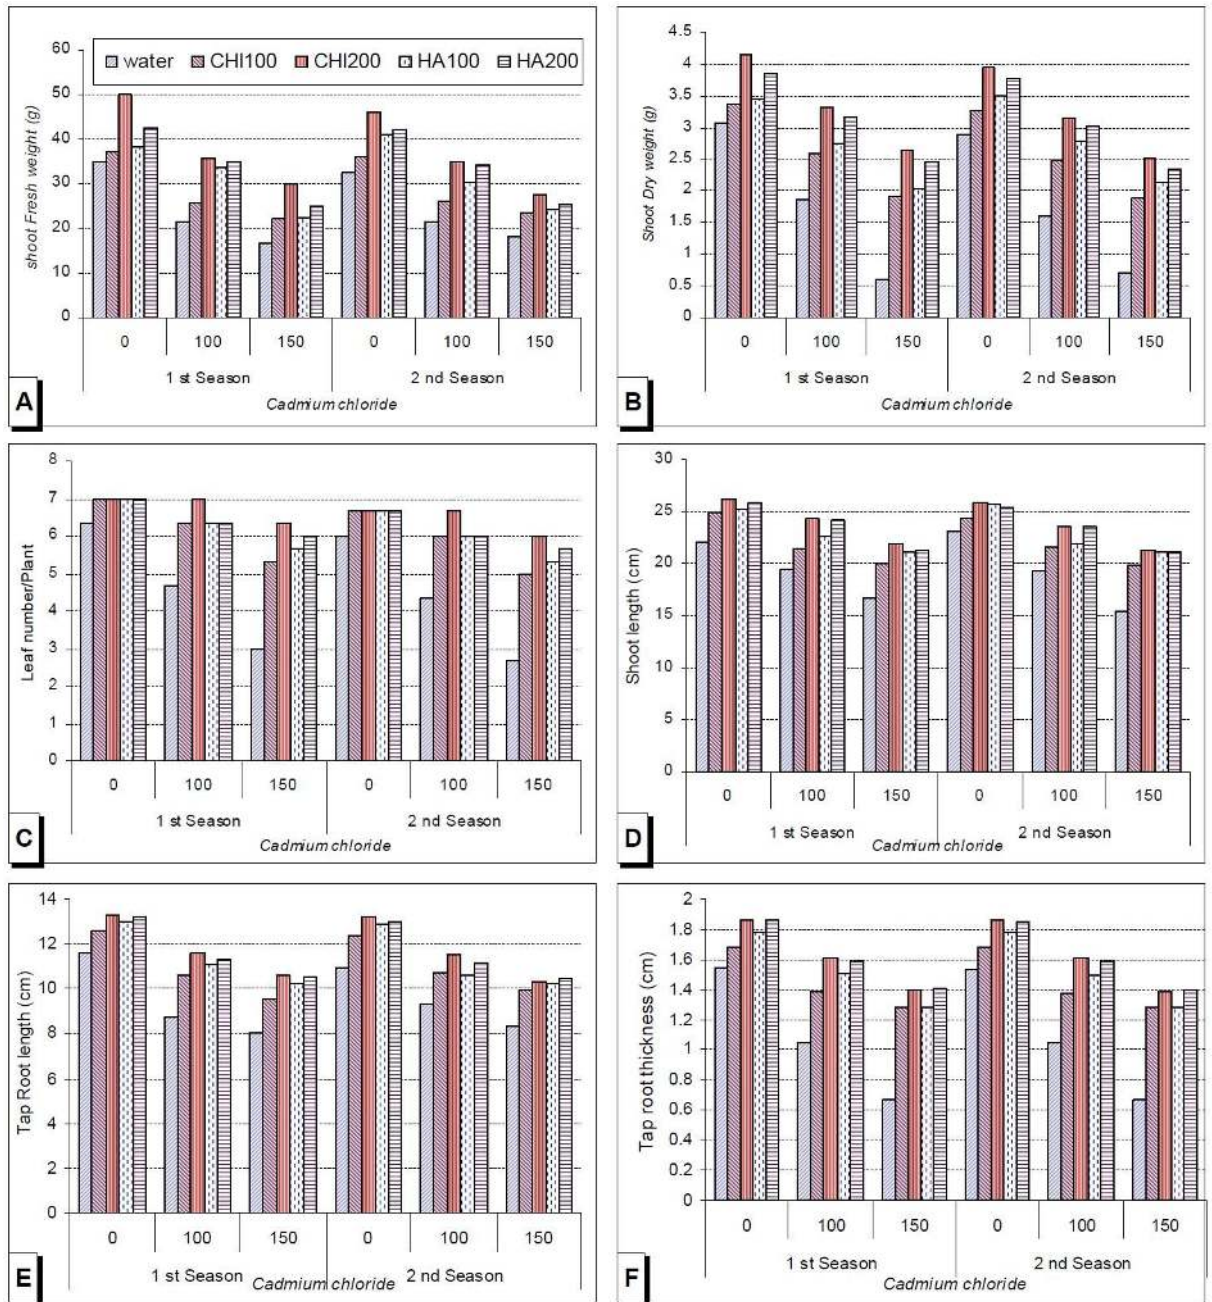 60
50
40
30
20
10
0
shoot Fresh weight (g)
water CHI100 CHI200 HA100 HA200
0 100 150 0 100 150
1 st Season 2 nd Season
Cadmium chloride
A
4.5
4
3.5
3
2.5
2
1.5
1
0.5
0
Shoot Dry weight (g)
0 100 150 0 100 150
1 st Season 2 nd Season
Cadmium chloride
B
8
7
6
5
4
3
2
1
0
Leaf number/Plant
0 100 150 0 100 150
1 st Season 2 nd Season
Cadmium chloride
C
30
25
20
15
10
5
0
Shoot length (cm)
0 100 150 0 100 150
1 st Season 2 nd Season
Cadmium chloride
D
14
12
10
8
6
4
2
0
Tap Root length (cm)
0 100 150 0 100 150
1 st Season 2 nd Season
Cadmium chloride
E
2
1.8
1.6
1.4
1.2
1
0.8
0.6
0.4
0.2
0
Tap root thickness (cm)
0 100 150 0 100 150
1 st Season 2 nd Season
Cadmium chloride
F